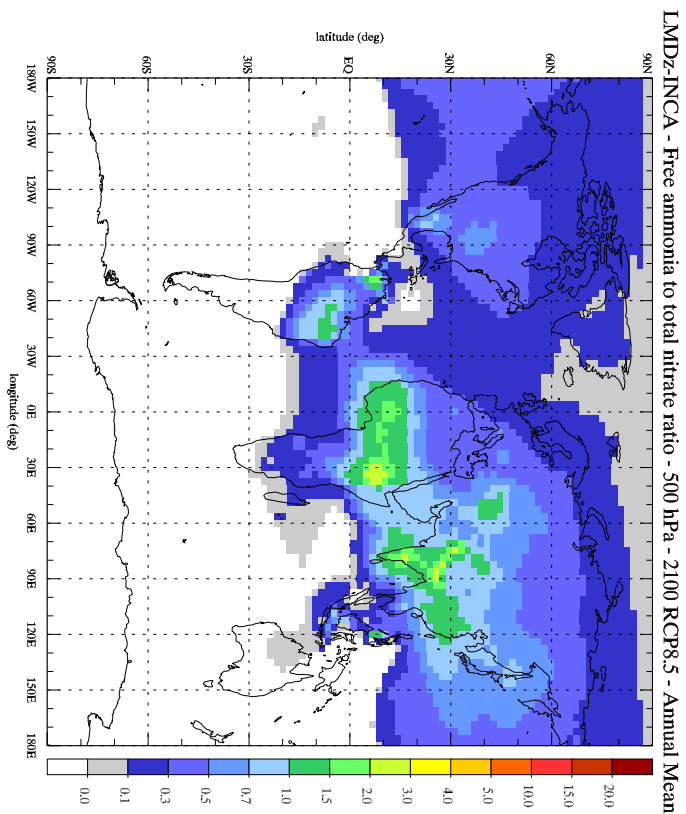 LMDz-INCA - Free ammonia to total nitrate ratio - 500 hPa - 2100 RCP8.5 - Annual Mean
90N
60N
30N
EQ
30S
60S
90S
latitude (deg)
180W
150W
120W
90W
60W
30W
0E
30E
60E
90E
120E
150E
180E
longitude (deg)
0.0
0.1
0.3
0.5
0.7
1.0
1.5
2.0
3.0
4.0
5.0
10.0
15.0
20.0